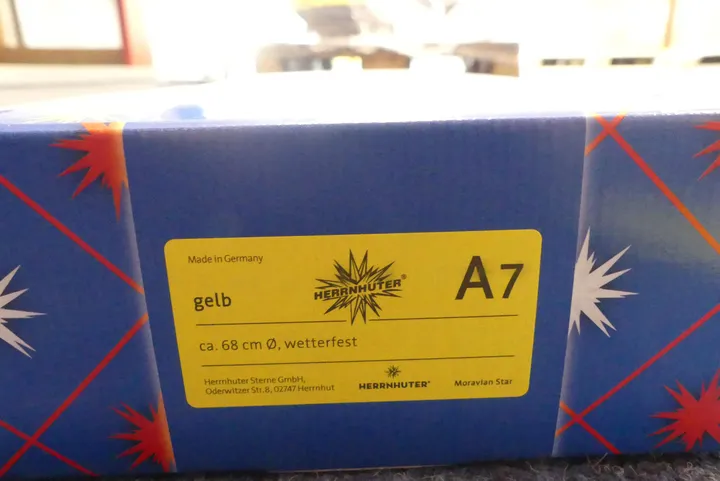 Made in Germany
HERRNHUTER®
A7
gelb
ca. 68 cm Ø, wetterfest
Herrnhuter Sterne GmbH,
Oderwitzer Str. 8, 02747 Herrnhut
HERRNHUTER®
Moravian Star